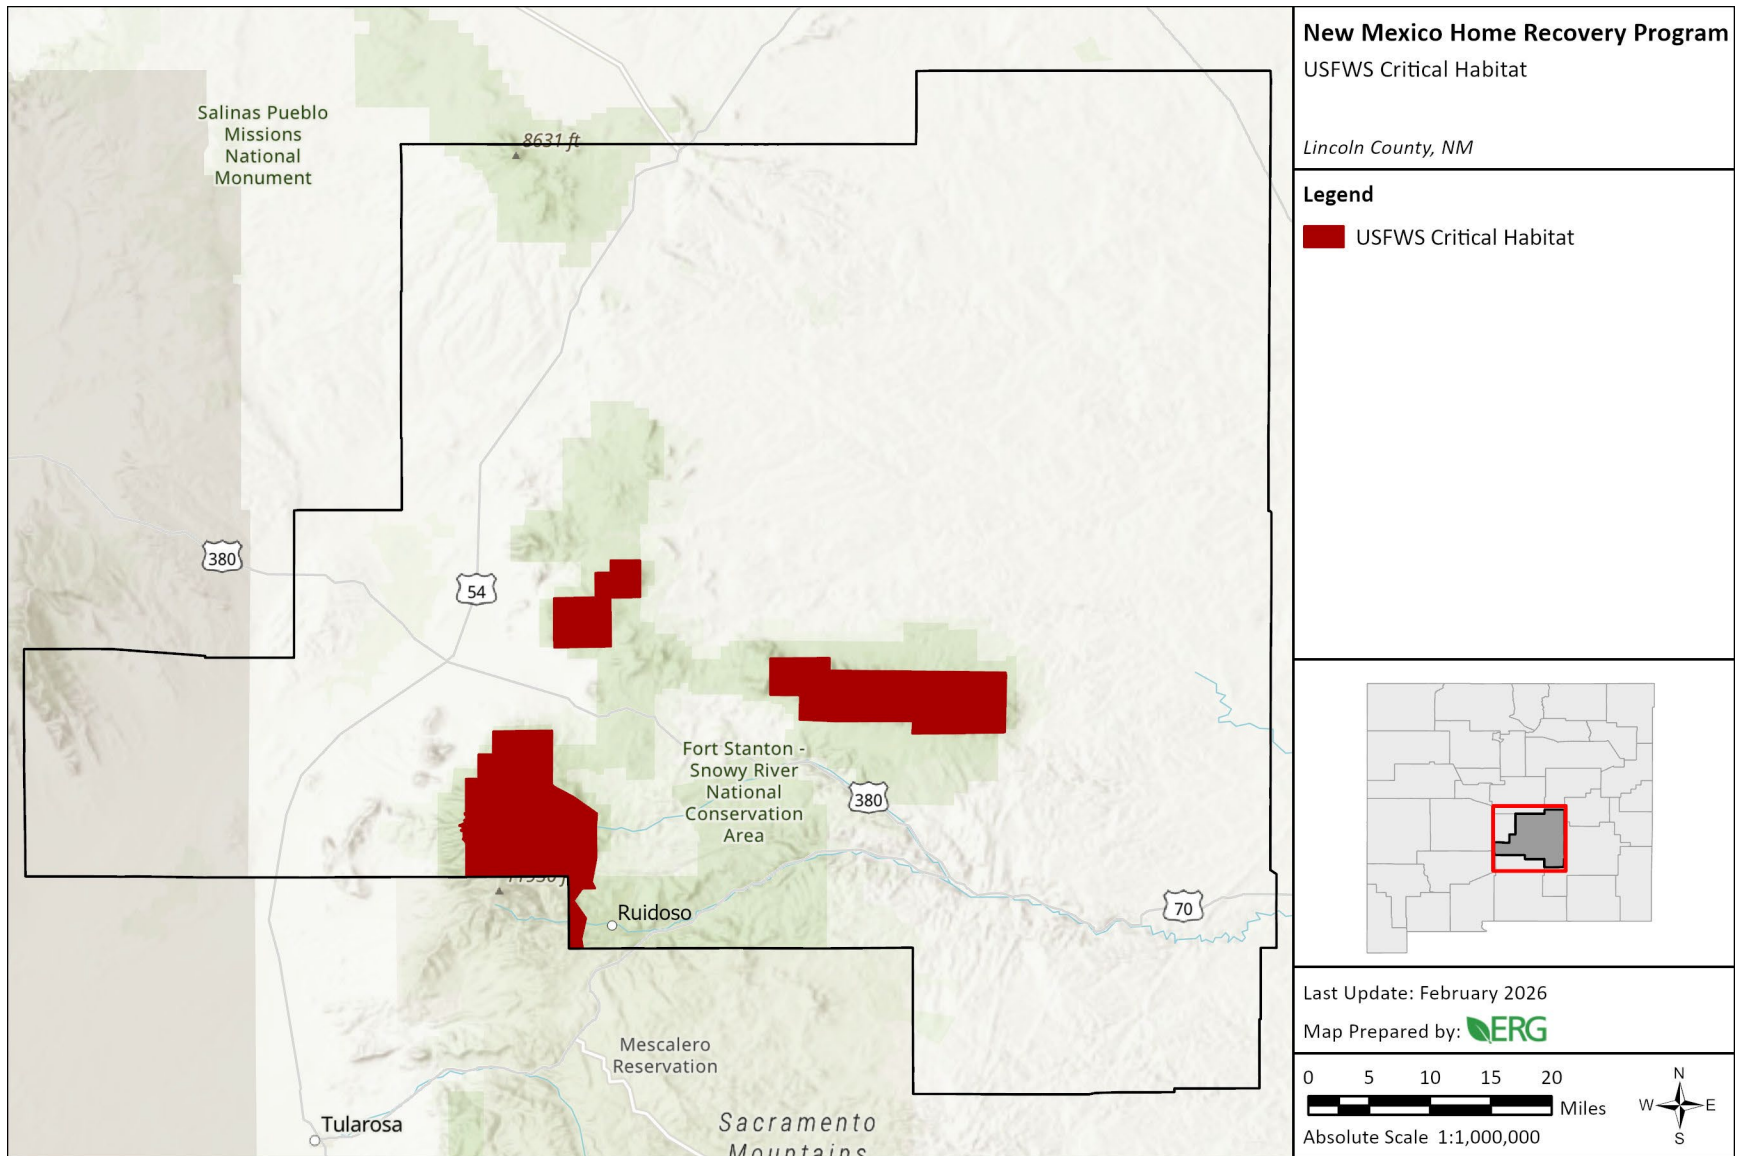 New Mexico Home Recovery Program
USFWS Critical Habitat
Lincoln County, NM
Legend
USFWS Critical Habitat
Salinas Pueblo
Missions
National
Monument
8631 ft
380
54
Fort Stanton -
Snowy River
National
Conservation
Area
380
70
Ruidoso
Mescalero
Reservation
Tularosa
Sacramento
Mountains
Last Update: February 2026
Map Prepared by: ERG
0 5 10 15 20
Miles
Absolute Scale 1:1,000,000
N
W E
S